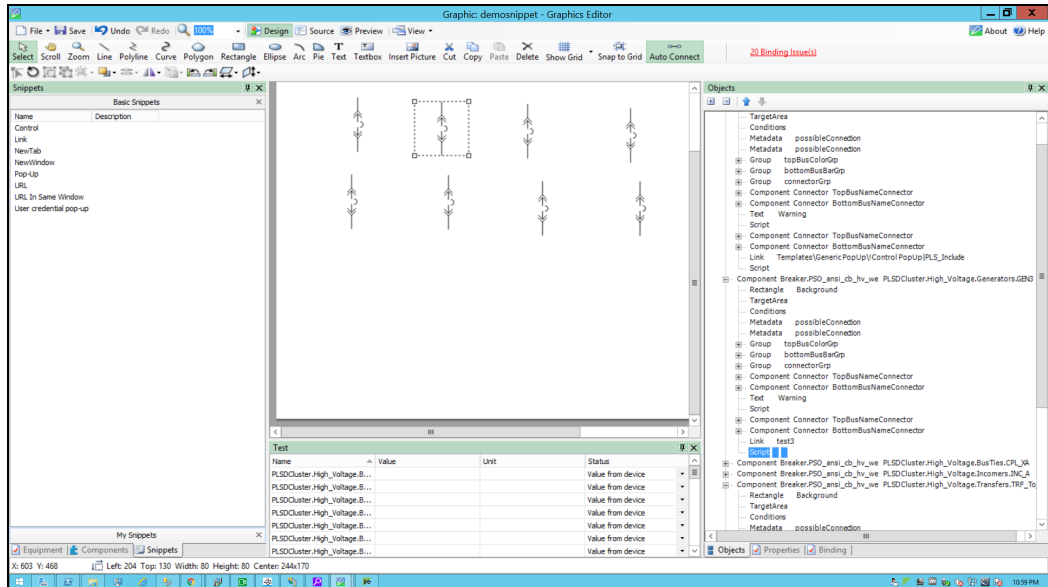 Graphic: demosnippet - Graphics Editor
File Save Undo Redo 100% Design Source Preview View About Help
Select Scroll Zoom Line Polyline Curve Polygon Rectangle Ellipse Arc Pie Text Textbox Insert Picture Cut Copy Paste Delete Show Grid Snap to Grid Auto Connect 20 Binding Issue(s)
Snippets
Basic Snippets
Name Description
Control
Link
NewTab
NewWindow
Pop-Up
URL
URL In Same Window
User credential pop-up
My Snippets
Equipment Components Snippets
Test
Name Value Unit Status
PLSDCluster.High_Voltage.B... Value from device
PLSDCluster.High_Voltage.B... Value from device
PLSDCluster.High_Voltage.B... Value from device
PLSDCluster.High_Voltage.B... Value from device
PLSDCluster.High_Voltage.B... Value from device
PLSDCluster.High_Voltage.B... Value from device
PLSDCluster.High_Voltage.B... Value from device
Objects
TargetArea
Conditions
Metadata possibleConnection
Metadata possibleConnection
Group topBusColorGrp
Group bottomBusBarGrp
Group connectorGrp
Component Connector TopBusNameConnector
Component Connector BottomBusNameConnector
Text Warning
Script
Component Connector TopBusNameConnector
Component Connector BottomBusNameConnector
Link Templates\Generic PopUp\!Control PopUp|PLS_Include
Script
Component Breaker.PSO_ansi_cb_hv_we PLSDCluster.High_Voltage.Generators.GEN3
Rectangle Background
TargetArea
Conditions
Metadata possibleConnection
Metadata possibleConnection
Group topBusColorGrp
Group bottomBusBarGrp
Group connectorGrp
Component Connector TopBusNameConnector
Component Connector BottomBusNameConnector
Text Warning
Script
Component Connector TopBusNameConnector
Component Connector BottomBusNameConnector
Link test3
Script
Component Breaker.PSO_ansi_cb_hv_we PLSDCluster.High_Voltage.BusTies.CPL_XA
Component Breaker.PSO_ansi_cb_hv_we PLSDCluster.High_Voltage.Incomers.INC_A
Component Breaker.PSO_ansi_cb_hv_we PLSDCluster.High_Voltage.Transfers.TRF_To
Rectangle Background
TargetArea
Conditions
Metadata possibleConnection
Objects Properties Binding
X: 603 Y: 468 Left: 204 Top: 130 Width: 80 Height: 80 Center: 244x170
10:59 PM